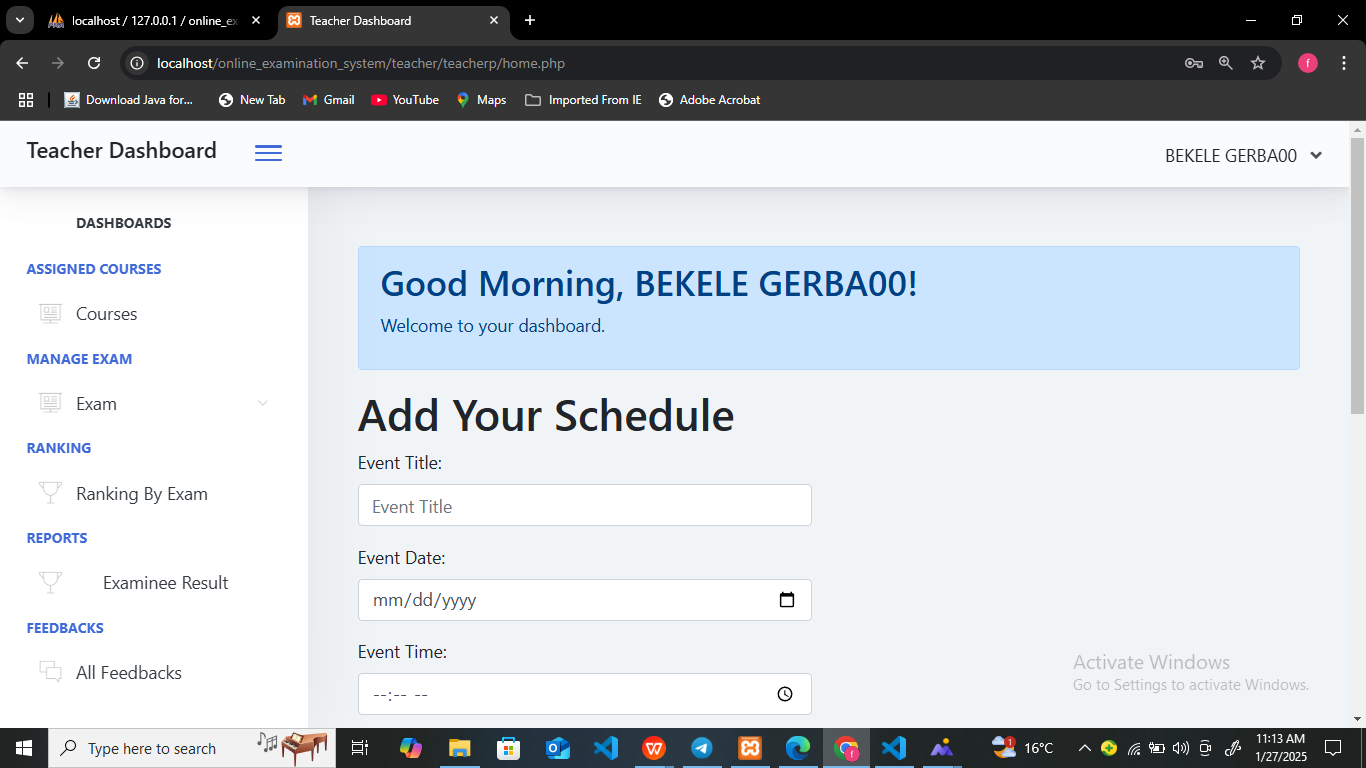 localhost / 127.0.0.1 / online_ex
Teacher Dashboard
localhost/online_examination_system/teacher/teacherp/home.php
f
Download Java for...
New Tab
Gmail
YouTube
Maps
Imported From IE
Adobe Acrobat
Teacher Dashboard
BEKELE GERBA00
DASHBOARDS
ASSIGNED COURSES
Courses
MANAGE EXAM
Exam
RANKING
Ranking By Exam
REPORTS
Examinee Result
FEEDBACKS
All Feedbacks
Good Morning, BEKELE GERBA00!
Welcome to your dashboard.
Add Your Schedule
Event Title:
Event Title
Event Date:
mm/dd/yyyy
Event Time:
--:-- --
Activate Windows
Go to Settings to activate Windows.
Type here to search
16°C
11:13 AM
1/27/2025